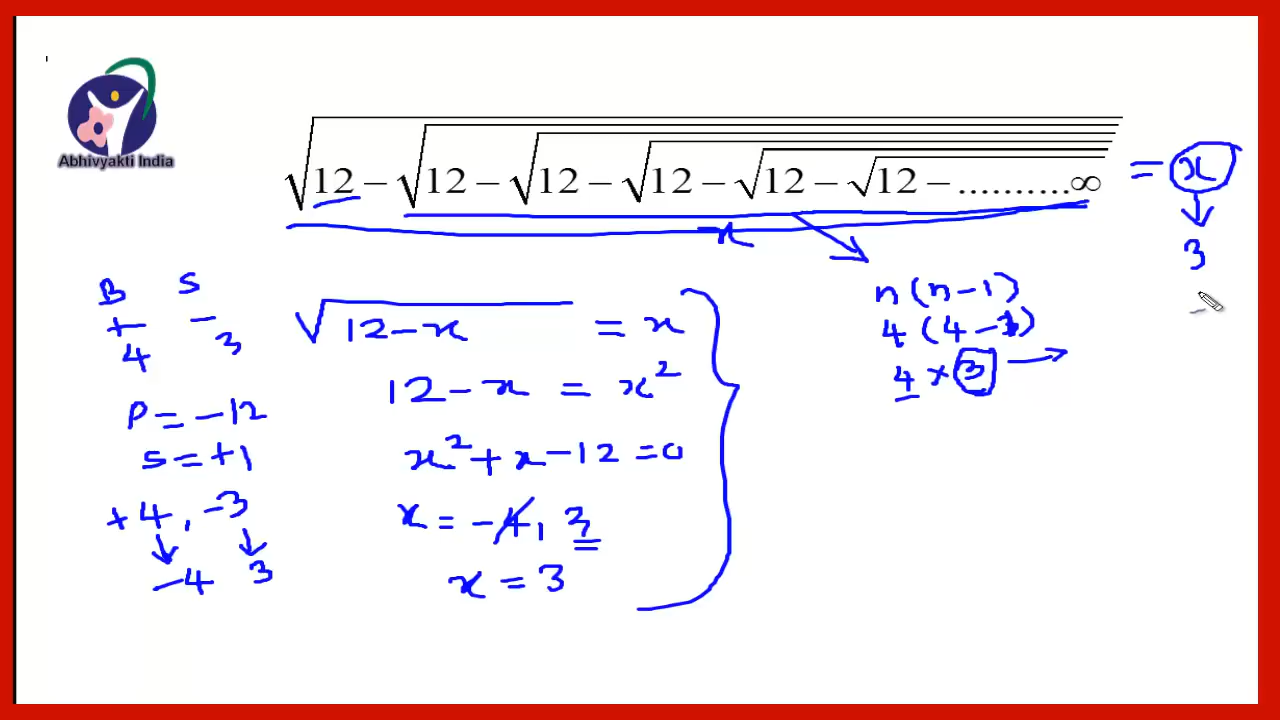 Abhivyakti India
√12 − √12 − √12 − √12 − √12 − √12 − ..........∞ = x
x
3
B S
+ −
4 3
P = −12
S = +1
+4, −3
−4 3
√12 − x = x
12 − x = x²
x² + x − 12 = 0
x = −4, 3
x = 3
n (n − 1)
4 (4 − 1)
4 × 3